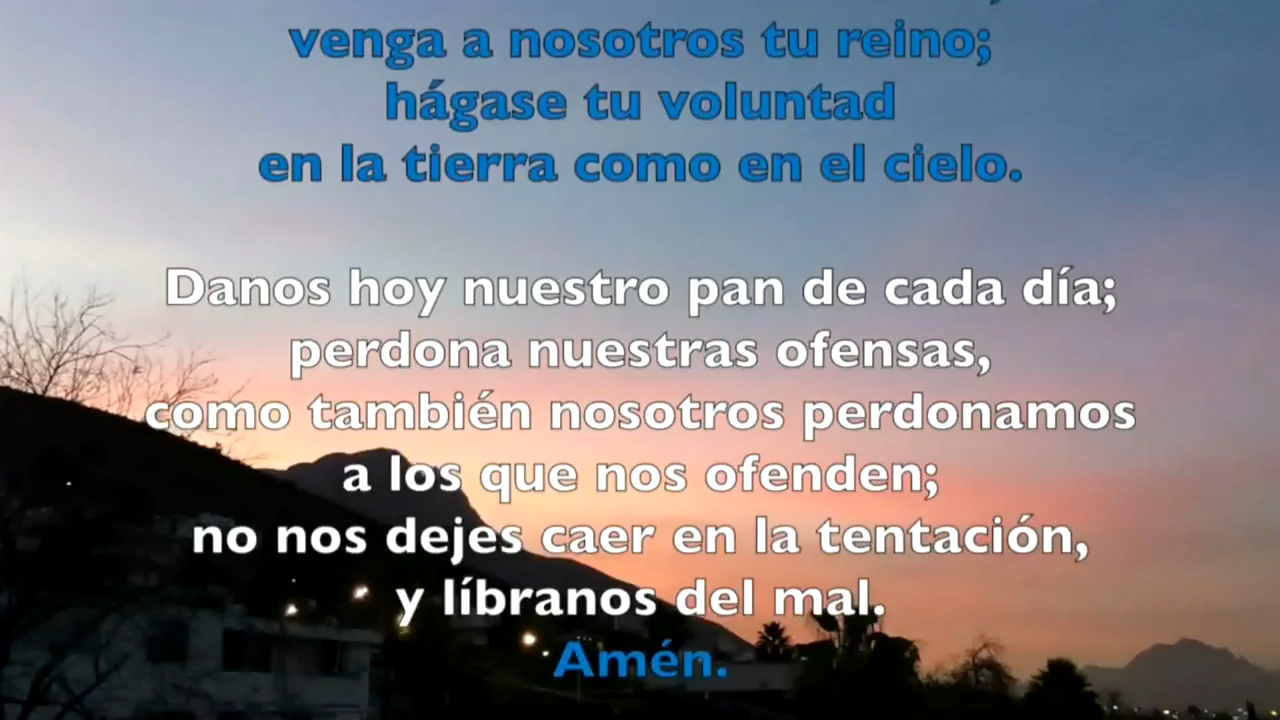 venga a nosotros tu reino;
hágase tu voluntad
en la tierra como en el cielo.
Danos hoy nuestro pan de cada día;
perdona nuestras ofensas,
como también nosotros perdonamos
a los que nos ofenden;
no nos dejes caer en la tentación,
y líbranos del mal.
Amén.